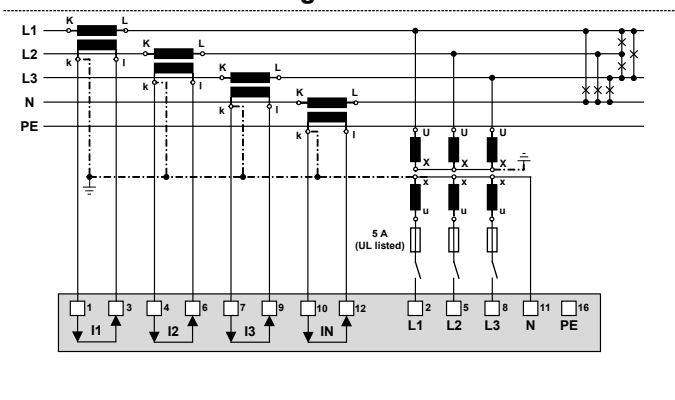 K L
L1
K L
L2
k l
K L
L3
k l
K L
N
k l
PE
k l
U U U
X X X
x x x
u u u
5 A
(UL listed)
1 3 4 6 7 9 10 12 2 5 8 11 16
I1 I2 I3 IN L1 L2 L3 N PE